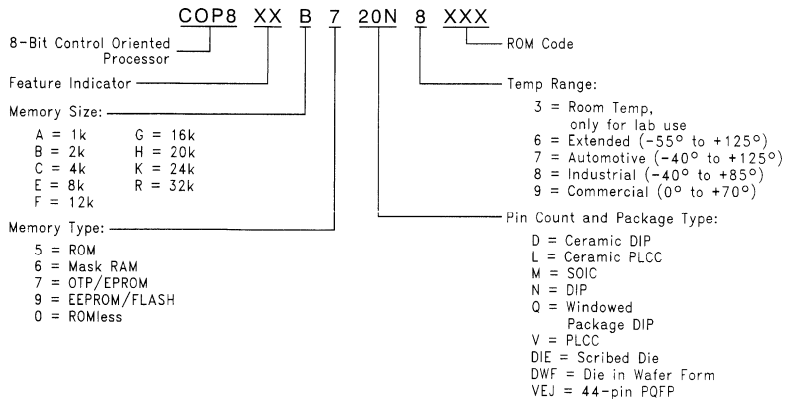 COP8 XX B 7 20N 8 XXX
8-Bit Control Oriented
Processor
Feature Indicator
Memory Size:
A = 1k G = 16k
B = 2k H = 20k
C = 4k K = 24k
E = 8k R = 32k
F = 12k
Memory Type:
5 = ROM
6 = Mask RAM
7 = OTP/EPROM
9 = EEPROM/FLASH
0 = ROMless
ROM Code
Temp Range:
3 = Room Temp,
only for lab use
6 = Extended (-55° to +125°)
7 = Automotive (-40° to +125°)
8 = Industrial (-40° to +85°)
9 = Commercial (0° to +70°)
Pin Count and Package Type:
D = Ceramic DIP
L = Ceramic PLCC
M = SOIC
N = DIP
Q = Windowed
Package DIP
V = PLCC
DIE = Scribed Die
DWF = Die in Wafer Form
VEJ = 44-pin PQFP